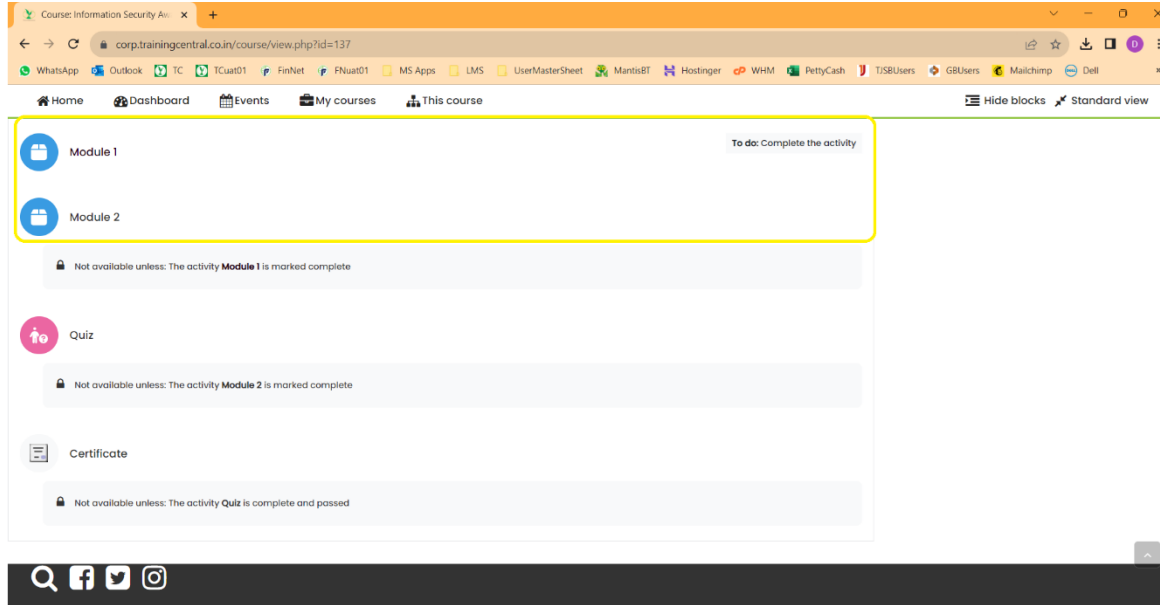 Course: Information Security Aw
corp.trainingcentral.co.in/course/view.php?id=137
D
WhatsApp Outlook TC TCuat01 FinNet FNuat01 MS Apps LMS UserMasterSheet MantisBT Hostinger cP WHM PettyCash TJSBUsers GBUsers Mailchimp Dell
Home Dashboard Events My courses This course Hide blocks Standard view
Module 1 To do: Complete the activity
Module 2
Not available unless: The activity Module 1 is marked complete
Quiz
Not available unless: The activity Module 2 is marked complete
Certificate
Not available unless: The activity Quiz is complete and passed